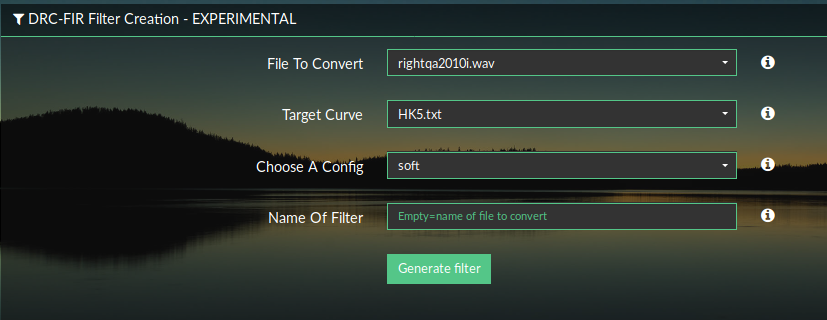 DRC-FIR Filter Creation - EXPERIMENTAL
File To Convert rightqa2010i.wav
Target Curve HK5.txt
Choose A Config soft
Name Of Filter Empty=name of file to convert
Generate filter